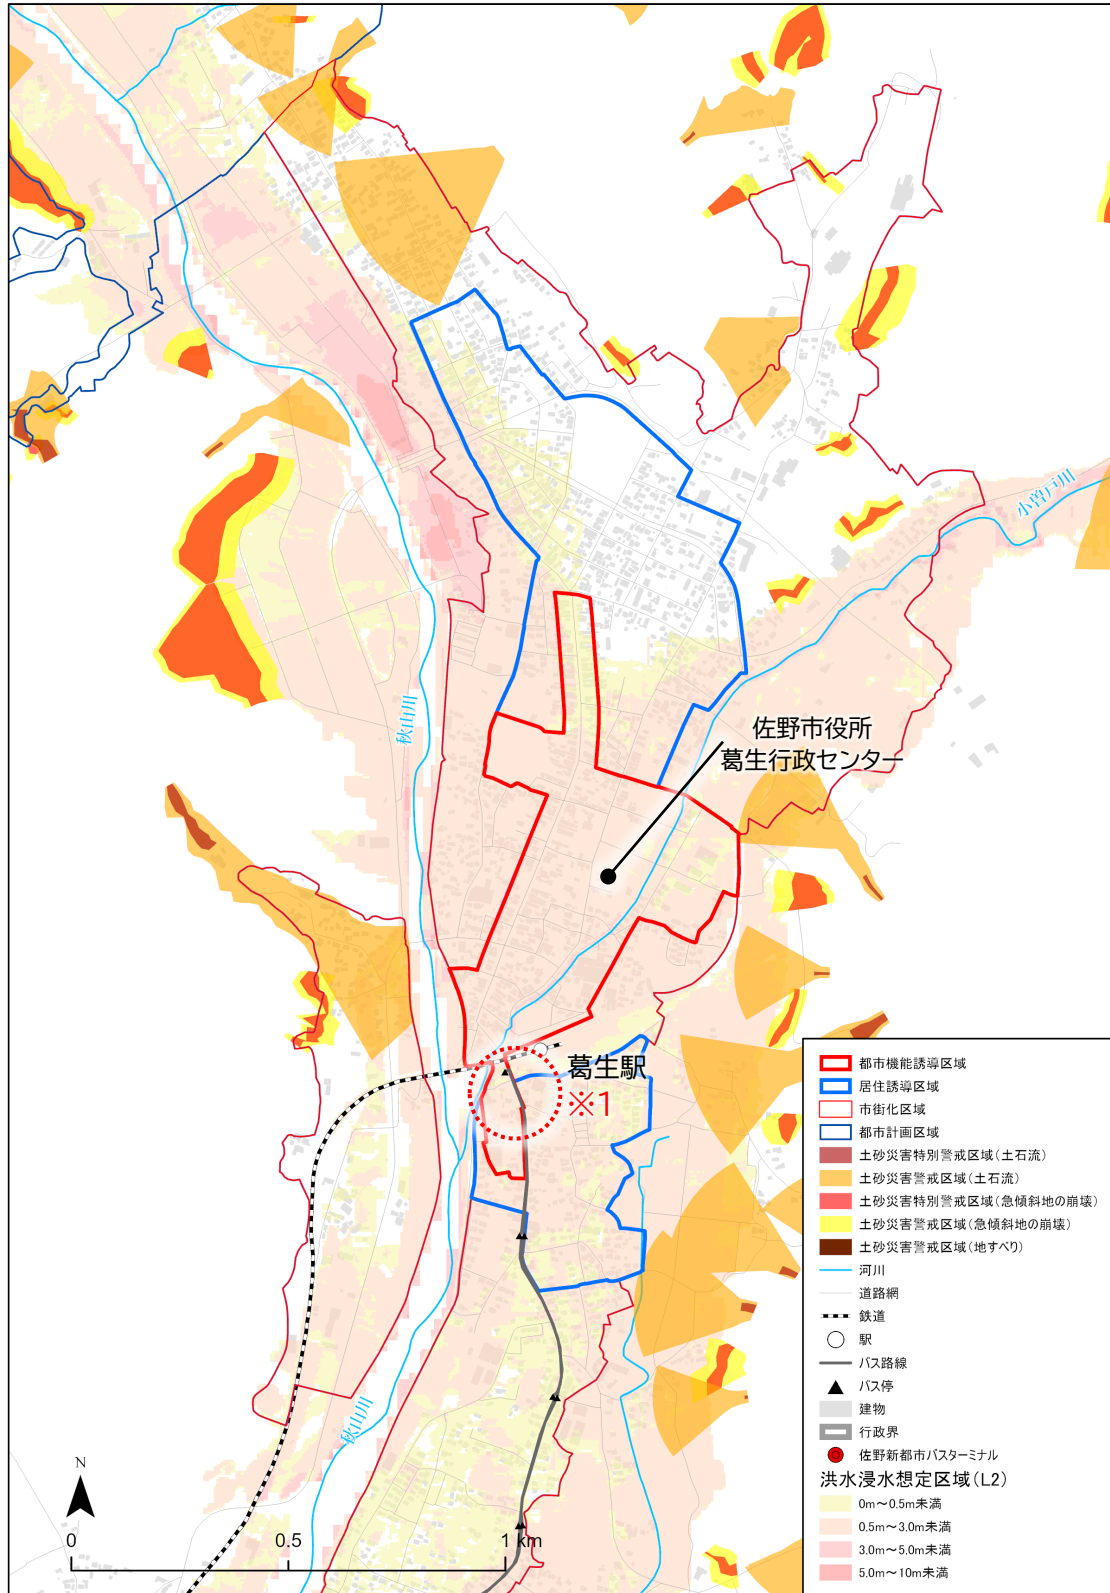 小曽戸川
秋山川
佐野市役所
葛生行政センター
葛生駅
※1
秋山川
N
0 0.5 1 km
都市機能誘導区域
居住誘導区域
市街化区域
都市計画区域
土砂災害特別警戒区域(土石流)
土砂災害警戒区域(土石流)
土砂災害特別警戒区域(急傾斜地の崩壊)
土砂災害警戒区域(急傾斜地の崩壊)
土砂災害警戒区域(地すべり)
河川
道路網
鉄道
駅
バス路線
バス停
建物
行政界
佐野新都市バスターミナル
洪水浸水想定区域(L2)
0m~0.5m未満
0.5m~3.0m未満
3.0m~5.0m未満
5.0m~10m未満